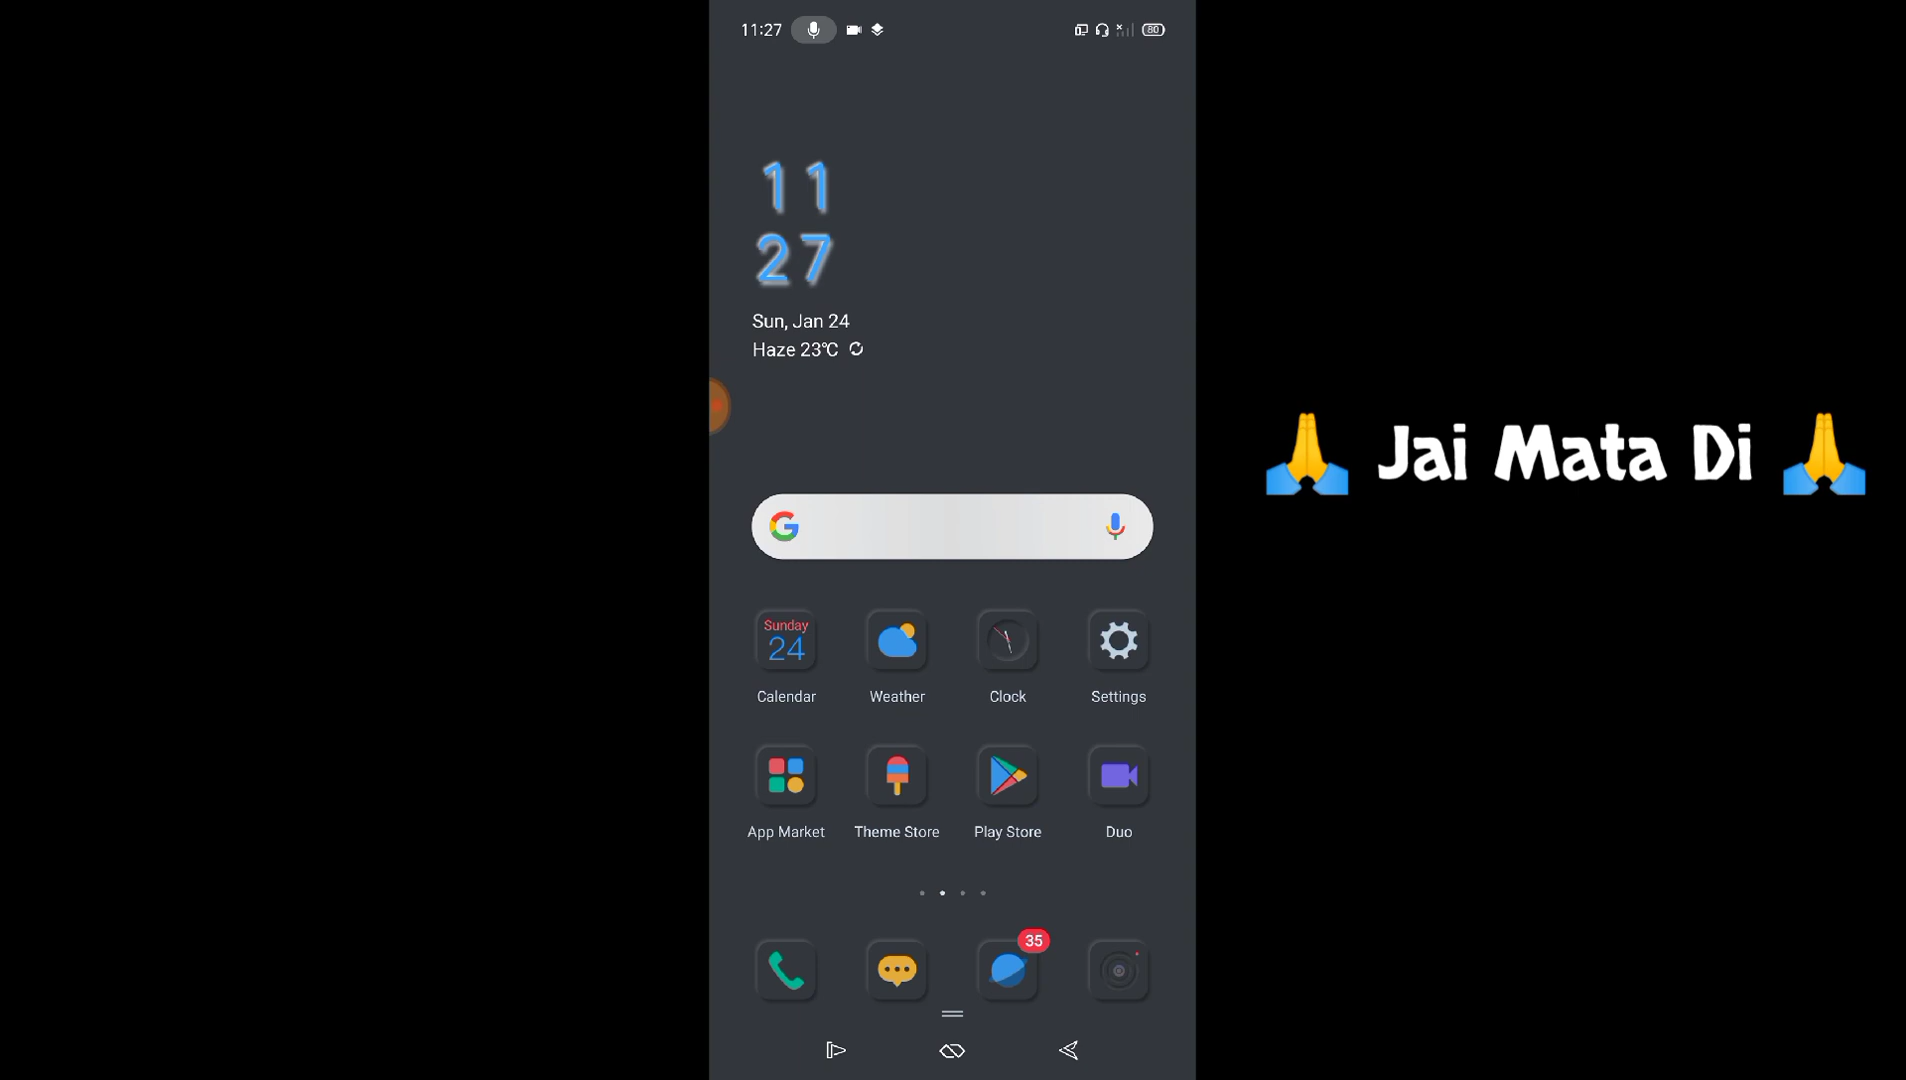 11:27
80
11
27
Sun, Jan 24
Haze 23℃
🙏 Jai Mata Di 🙏
Sunday
24
Calendar
Weather
Clock
Settings
App Market
Theme Store
Play Store
Duo
35